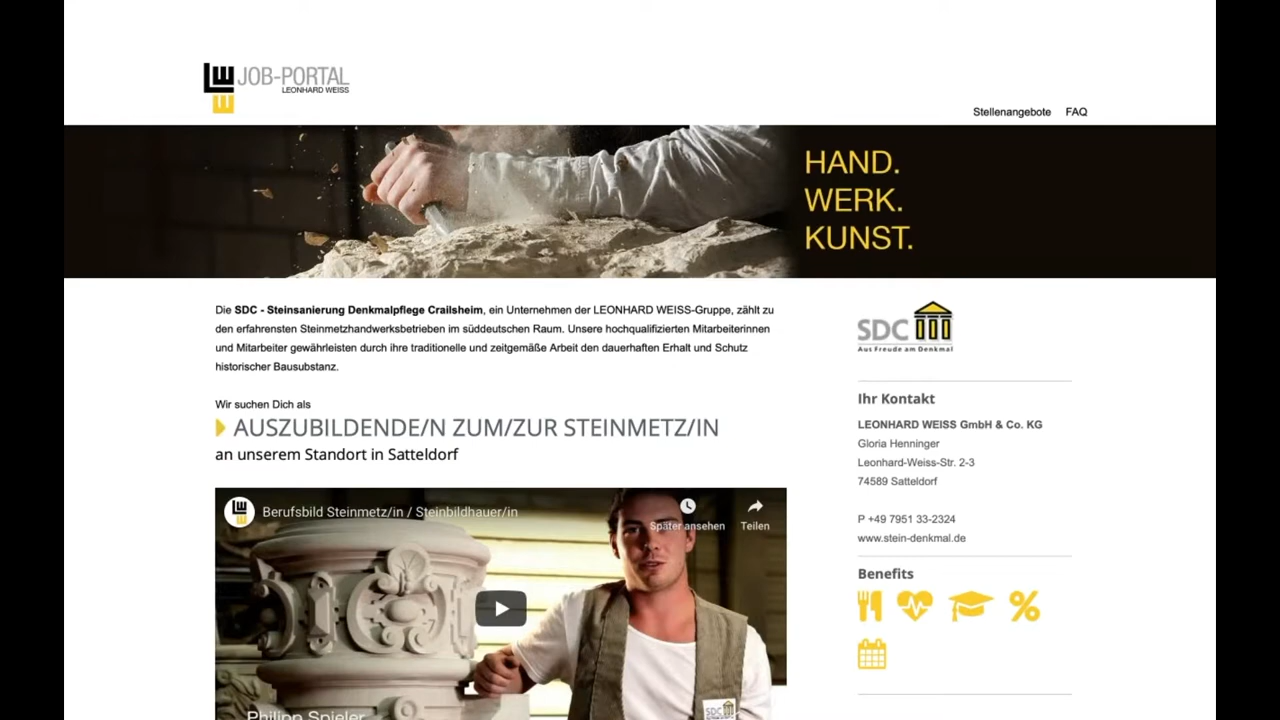 JOB-PORTAL
LEONHARD WEISS
Stellenangebote FAQ
HAND.
WERK.
KUNST.
Die SDC - Steinsanierung Denkmalpflege Crailsheim, ein Unternehmen der LEONHARD WEISS-Gruppe, zählt zu
den erfahrensten Steinmetzhandwerksbetrieben im süddeutschen Raum. Unsere hochqualifizierten Mitarbeiterinnen
und Mitarbeiter gewährleisten durch ihre traditionelle und zeitgemäße Arbeit den dauerhaften Erhalt und Schutz
historischer Bausubstanz.
Wir suchen Dich als
AUSZUBILDENDE/N ZUM/ZUR STEINMETZ/IN
an unserem Standort in Satteldorf
Berufsbild Steinmetz/in / Steinbildhauer/in
Später ansehen
Teilen
Philipp Spieler
SDC
SDC
Aus Freude am Denkmal
Ihr Kontakt
LEONHARD WEISS GmbH & Co. KG
Gloria Henninger
Leonhard-Weiss-Str. 2-3
74589 Satteldorf
P +49 7951 33-2324
www.stein-denkmal.de
Benefits